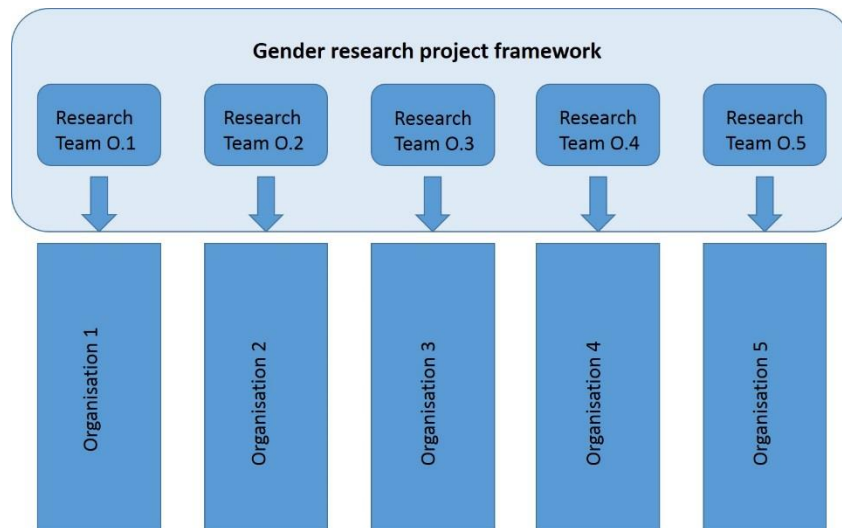 Gender research project framework
Research
Team O.1
Research
Team O.2
Research
Team O.3
Research
Team O.4
Research
Team O.5
Organisation 1
Organisation 2
Organisation 3
Organisation 4
Organisation 5